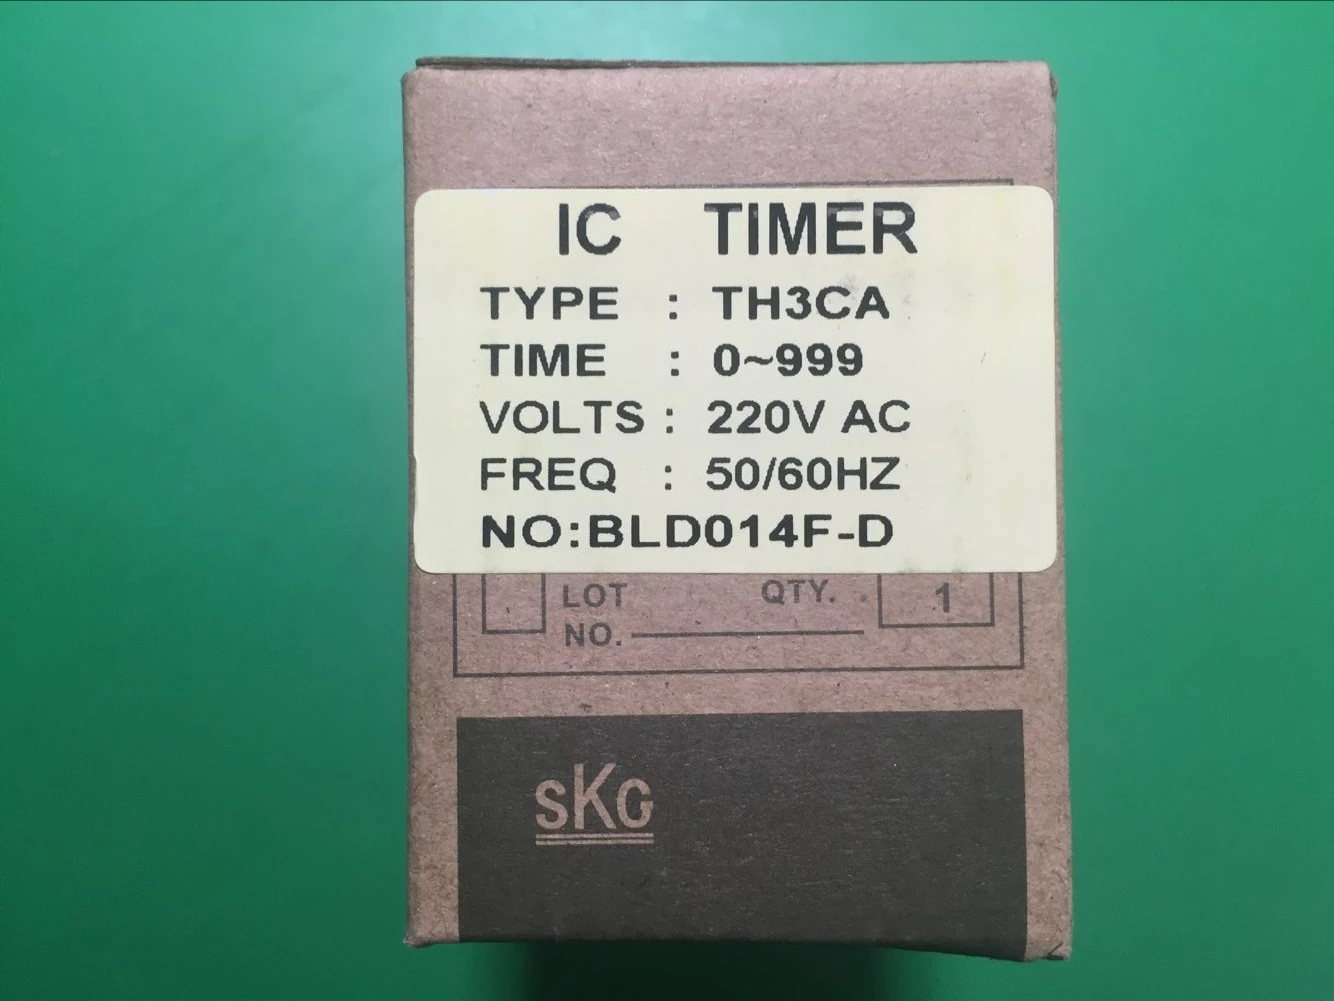 IC TIMER
TYPE : TH3CA
TIME : 0~999
VOLTS : 220V AC
FREQ : 50/60HZ
NO:BLD014F-D
LOT QTY. 1
NO.
SKG